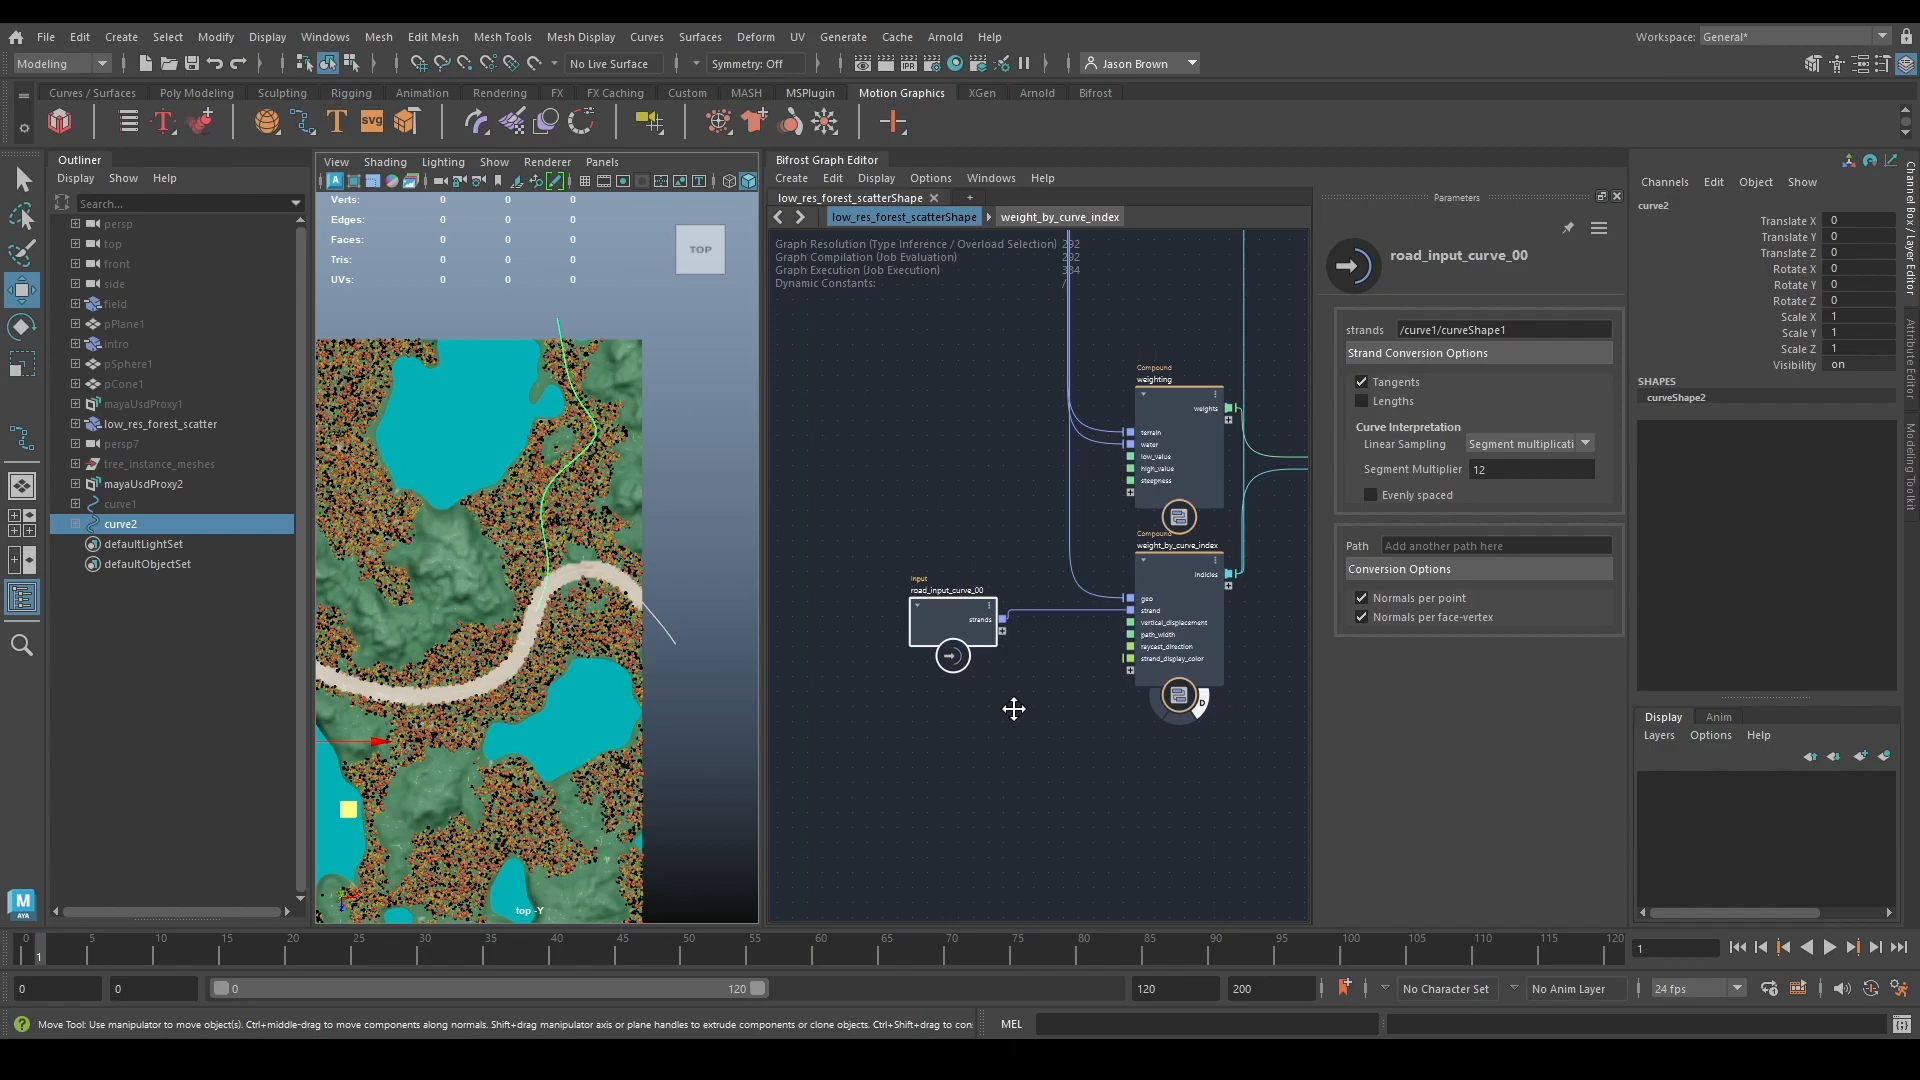 File Edit Create Select Modify Display Windows Mesh Edit Mesh Mesh Tools Mesh Display Curves Surfaces Deform UV Generate Cache Arnold Help
Workspace: General*
Modeling
No Live Surface
Symmetry: Off
Jason Brown
Curves / Surfaces Poly Modeling Sculpting Rigging Animation Rendering FX FX Caching Custom MASH MSPlugin Motion Graphics XGen Arnold Bifrost
svg
Outliner
Display Show Help
Search...
persp
top
front
side
field
pPlane1
intro
pSphere1
pCone1
mayaUsdProxy1
low_res_forest_scatter
persp7
tree_instance_meshes
mayaUsdProxy2
curve1
curve2
defaultLightSet
defaultObjectSet
View Shading Lighting Show Renderer Panels
Verts: 0 0 0
Edges: 0 0 0
Faces: 0 0 0
Tris: 0 0 0
UVs: 0 0 0
TOP
top -Y
Bifrost Graph Editor
Create Edit Display Options Windows Help
low_res_forest_scatterShape
low_res_forest_scatterShape weight_by_curve_index
Graph Resolution (Type Inference / Overload Selection) 292
Graph Compilation (Job Evaluation) 292
Graph Execution (Job Execution) 384
Dynamic Constants: /
Compound
weighting
weights
terrain
water
low_value
high_value
steepness
Compound
weight_by_curve_index
indicies
geo
strand
vertical_displacement
path_width
raycast_direction
strand_display_color
D
Input
road_input_curve_00
strands
Parameters
road_input_curve_00
strands /curve1/curveShape1
Strand Conversion Options
Tangents
Lengths
Curve Interpretation
Linear Sampling Segment multiplicati
Segment Multiplier 12
Evenly spaced
Path Add another path here
Conversion Options
Normals per point
Normals per face-vertex
Channels Edit Object Show
curve2
Translate X 0
Translate Y 0
Translate Z 0
Rotate X 0
Rotate Y 0
Rotate Z 0
Scale X 1
Scale Y 1
Scale Z 1
Visibility on
SHAPES
curveShape2
Display Anim
Layers Options Help
Channel Box / Layer Editor
Attribute Editor
Modeling Toolkit
M
AYA
0 5 10 15 20 25 30 35 40 45 50 55 60 65 70 75 80 85 90 95 100 105 110 115 120
1
1
0
0
0
120
120
200
No Character Set
No Anim Layer
24 fps
Move Tool: Use manipulator to move object(s). Ctrl+middle-drag to move components along normals. Shift+drag manipulator axis or plane handles to extrude components or clone objects. Ctrl+Shift+drag to con
MEL